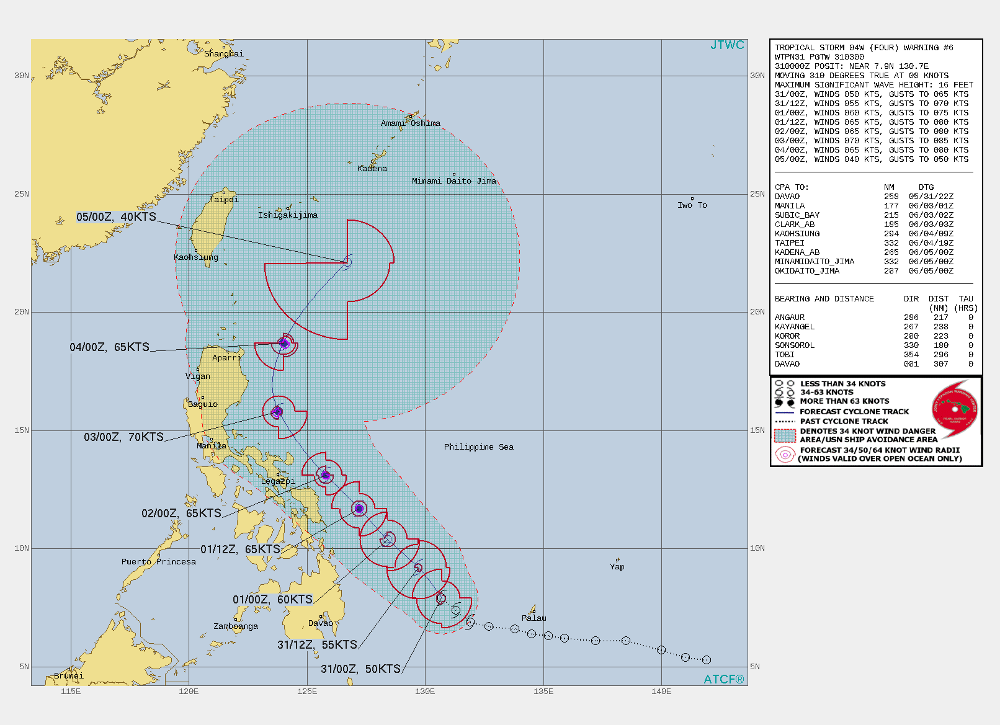 JTWC
Shanghai
30N
30N
Amami Oshima
Kadena
Minami Daito Jima
25N
25N
Taipei
Iwo To
Ishigakijima
05/00Z, 40KTS
Kaohsiung
20N
20N
04/00Z, 65KTS
Aparri
Vigan
Baguio
15N
15N
03/00Z, 70KTS
Manila
Philippine Sea
Legazpi
02/00Z, 65KTS
01/12Z, 65KTS
10N
10N
Puerto Princesa
Yap
01/00Z, 60KTS
Palau
Davao
Zamboanga
31/12Z, 55KTS
31/00Z, 50KTS
5N
5N
Brunei
ATCF®
115E
120E
125E
130E
135E
140E
TROPICAL STORM 04W (FOUR) WARNING #6
WTPN31 PGTW 310300
310000Z POSIT: NEAR 7.9N 130.7E
MOVING 310 DEGREES TRUE AT 08 KNOTS
MAXIMUM SIGNIFICANT WAVE HEIGHT: 16 FEET
31/00Z, WINDS 050 KTS, GUSTS TO 065 KTS
31/12Z, WINDS 055 KTS, GUSTS TO 070 KTS
01/00Z, WINDS 060 KTS, GUSTS TO 075 KTS
01/12Z, WINDS 065 KTS, GUSTS TO 080 KTS
02/00Z, WINDS 065 KTS, GUSTS TO 080 KTS
03/00Z, WINDS 070 KTS, GUSTS TO 085 KTS
04/00Z, WINDS 065 KTS, GUSTS TO 080 KTS
05/00Z, WINDS 040 KTS, GUSTS TO 050 KTS
CPA TO: NM DTG
DAVAO 258 05/31/22Z
MANILA 177 06/03/01Z
SUBIC_BAY 215 06/03/02Z
CLARK_AB 185 06/03/03Z
KAOHSIUNG 294 06/04/09Z
TAIPEI 332 06/04/19Z
KADENA_AB 265 06/05/00Z
MINAMIDAITO_JIMA 332 06/05/00Z
OKIDAITO_JIMA 287 06/05/00Z
BEARING AND DISTANCE DIR DIST TAU
(NM) (HRS)
ANGAUR 286 217 0
KAYANGEL 267 238 0
KOROR 280 223 0
SONSOROL 330 180 0
TOBI 354 296 0
DAVAO 081 307 0
LESS THAN 34 KNOTS
34-63 KNOTS
MORE THAN 63 KNOTS
FORECAST CYCLONE TRACK
PAST CYCLONE TRACK
DENOTES 34 KNOT WIND DANGER
AREA/USN SHIP AVOIDANCE AREA
FORECAST 34/50/64 KNOT WIND RADII
(WINDS VALID OVER OPEN OCEAN ONLY)
JOINT TYPHOON WARNING CENTER
PEARL HARBOR
HAWAII